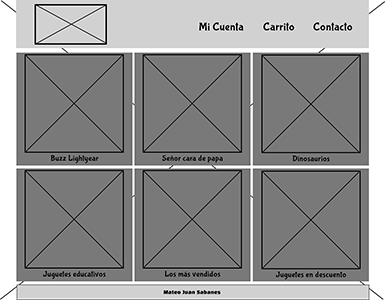 Mi Cuenta Carrito Contacto
Buzz Lightyear Señor cara de papa Dinosaurios
Juguetes educativos Los más vendidos Juguetes en descuento
Mateo Juan Sabanes